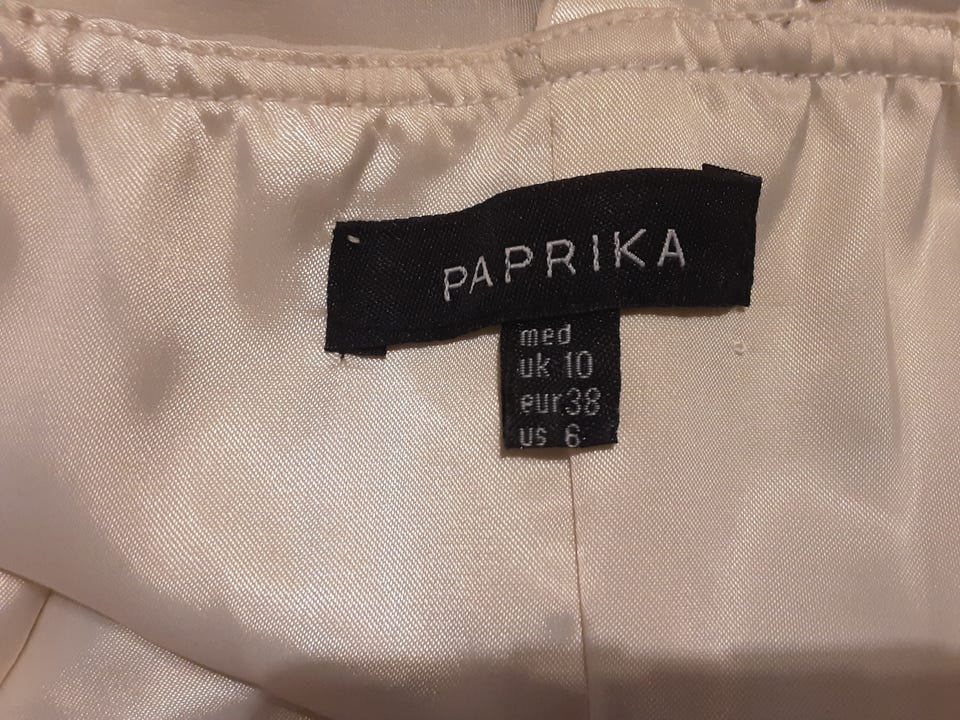 PAPRIKA
med
uk 10
eur 38
us 6